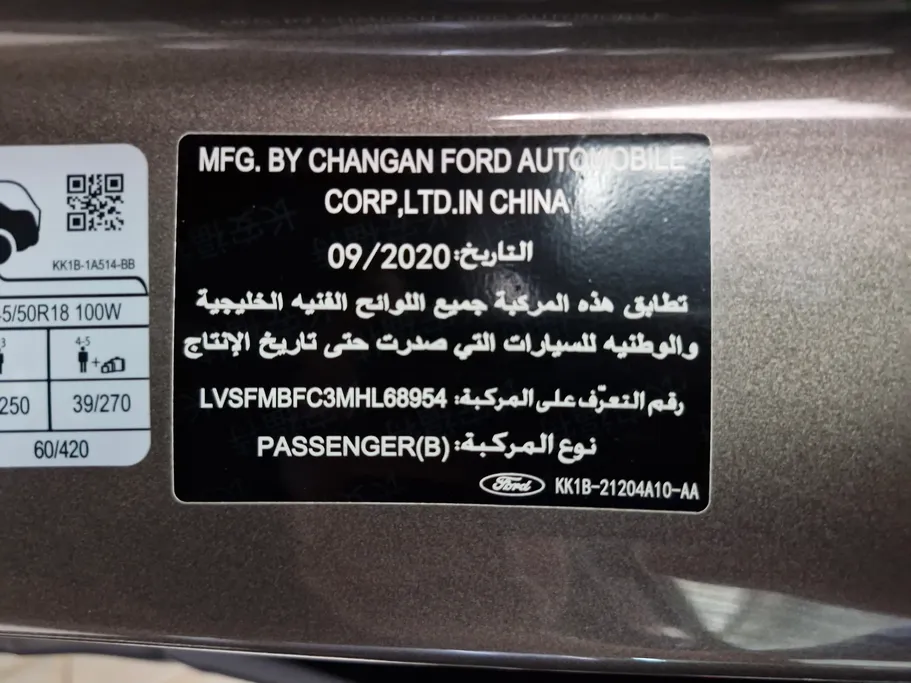 KK1B-1A514-BB
5/50R18 100W
3
4-5
250
39/270
60/420
MFG. BY CHANGAN FORD AUTOMOBILE
CORP,LTD.IN CHINA
التاريخ: 09/2020
تطابق هذه المركبة جميع اللوائح الفنيه الخليجية
والوطنيه للسيارات التي صدرت حتى تاريخ الإنتاج
رقم التعرّف على المركبة: LVSFMBFC3MHL68954
نوع المركبة: PASSENGER(B)
Ford KK1B-21204A10-AA